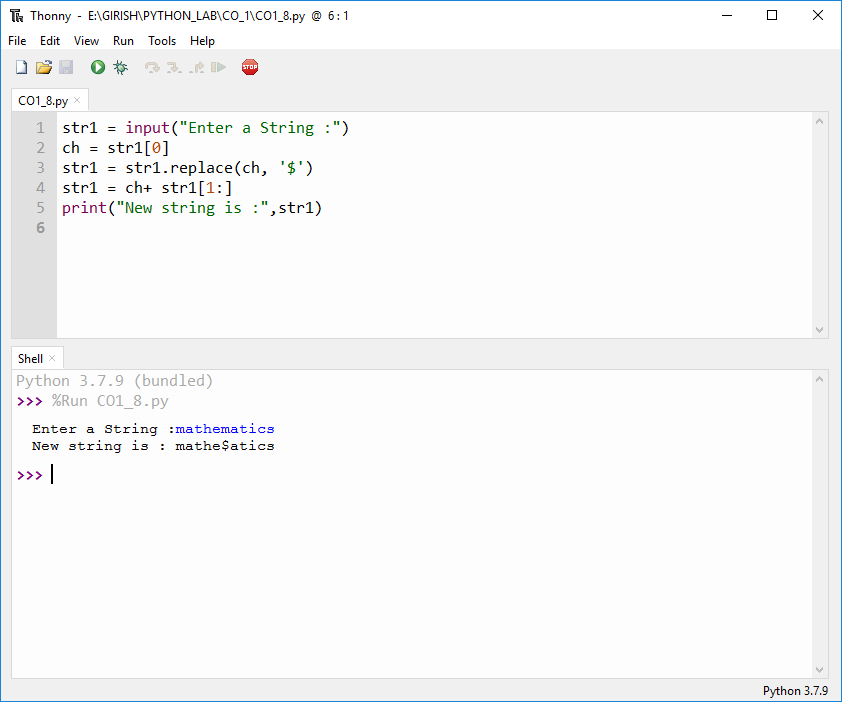 Thonny - E:\GIRISH\PYTHON_LAB\CO_1\CO1_8.py @ 6:1
File Edit View Run Tools Help
STOP
CO1_8.py ×
1 str1 = input("Enter a String :")
2 ch = str1[0]
3 str1 = str1.replace(ch, '$')
4 str1 = ch+ str1[1:]
5 print("New string is :",str1)
6
Shell ×
Python 3.7.9 (bundled)
>>> %Run CO1_8.py
Enter a String :mathematics
New string is : mathe$atics
>>>
Python 3.7.9